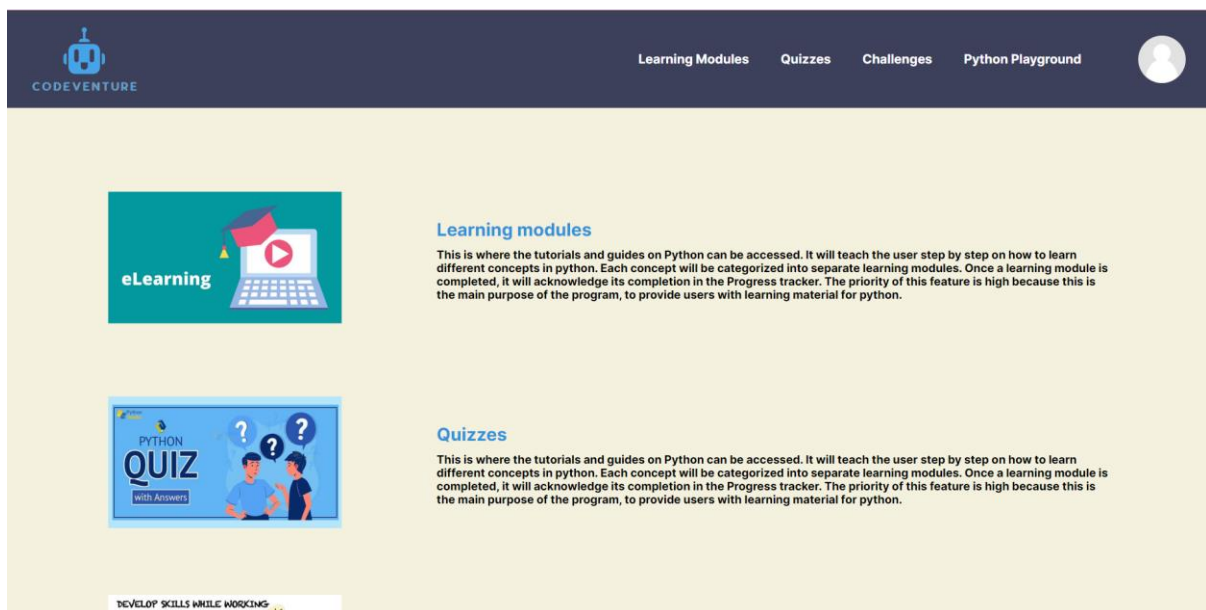 CODEVENTURE
Learning Modules Quizzes Challenges Python Playground
eLearning
Learning modules
This is where the tutorials and guides on Python can be accessed. It will teach the user step by step on how to learn
different concepts in python. Each concept will be categorized into separate learning modules. Once a learning module is
completed, it will acknowledge its completion in the Progress tracker. The priority of this feature is high because this is
the main purpose of the program, to provide users with learning material for python.
PYTHON
QUIZ
with Answers
? ? ?
Quizzes
This is where the tutorials and guides on Python can be accessed. It will teach the user step by step on how to learn
different concepts in python. Each concept will be categorized into separate learning modules. Once a learning module is
completed, it will acknowledge its completion in the Progress tracker. The priority of this feature is high because this is
the main purpose of the program, to provide users with learning material for python.
DEVELOP SKILLS WHILE WORKING